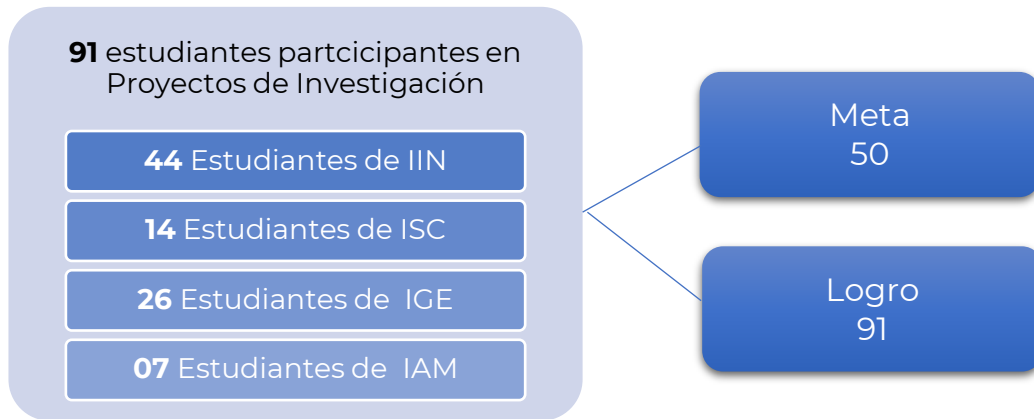 91 estudiantes partcicipantes en
Proyectos de Investigación
44 Estudiantes de IIN
14 Estudiantes de ISC
26 Estudiantes de IGE
07 Estudiantes de IAM
Meta
50
Logro
91